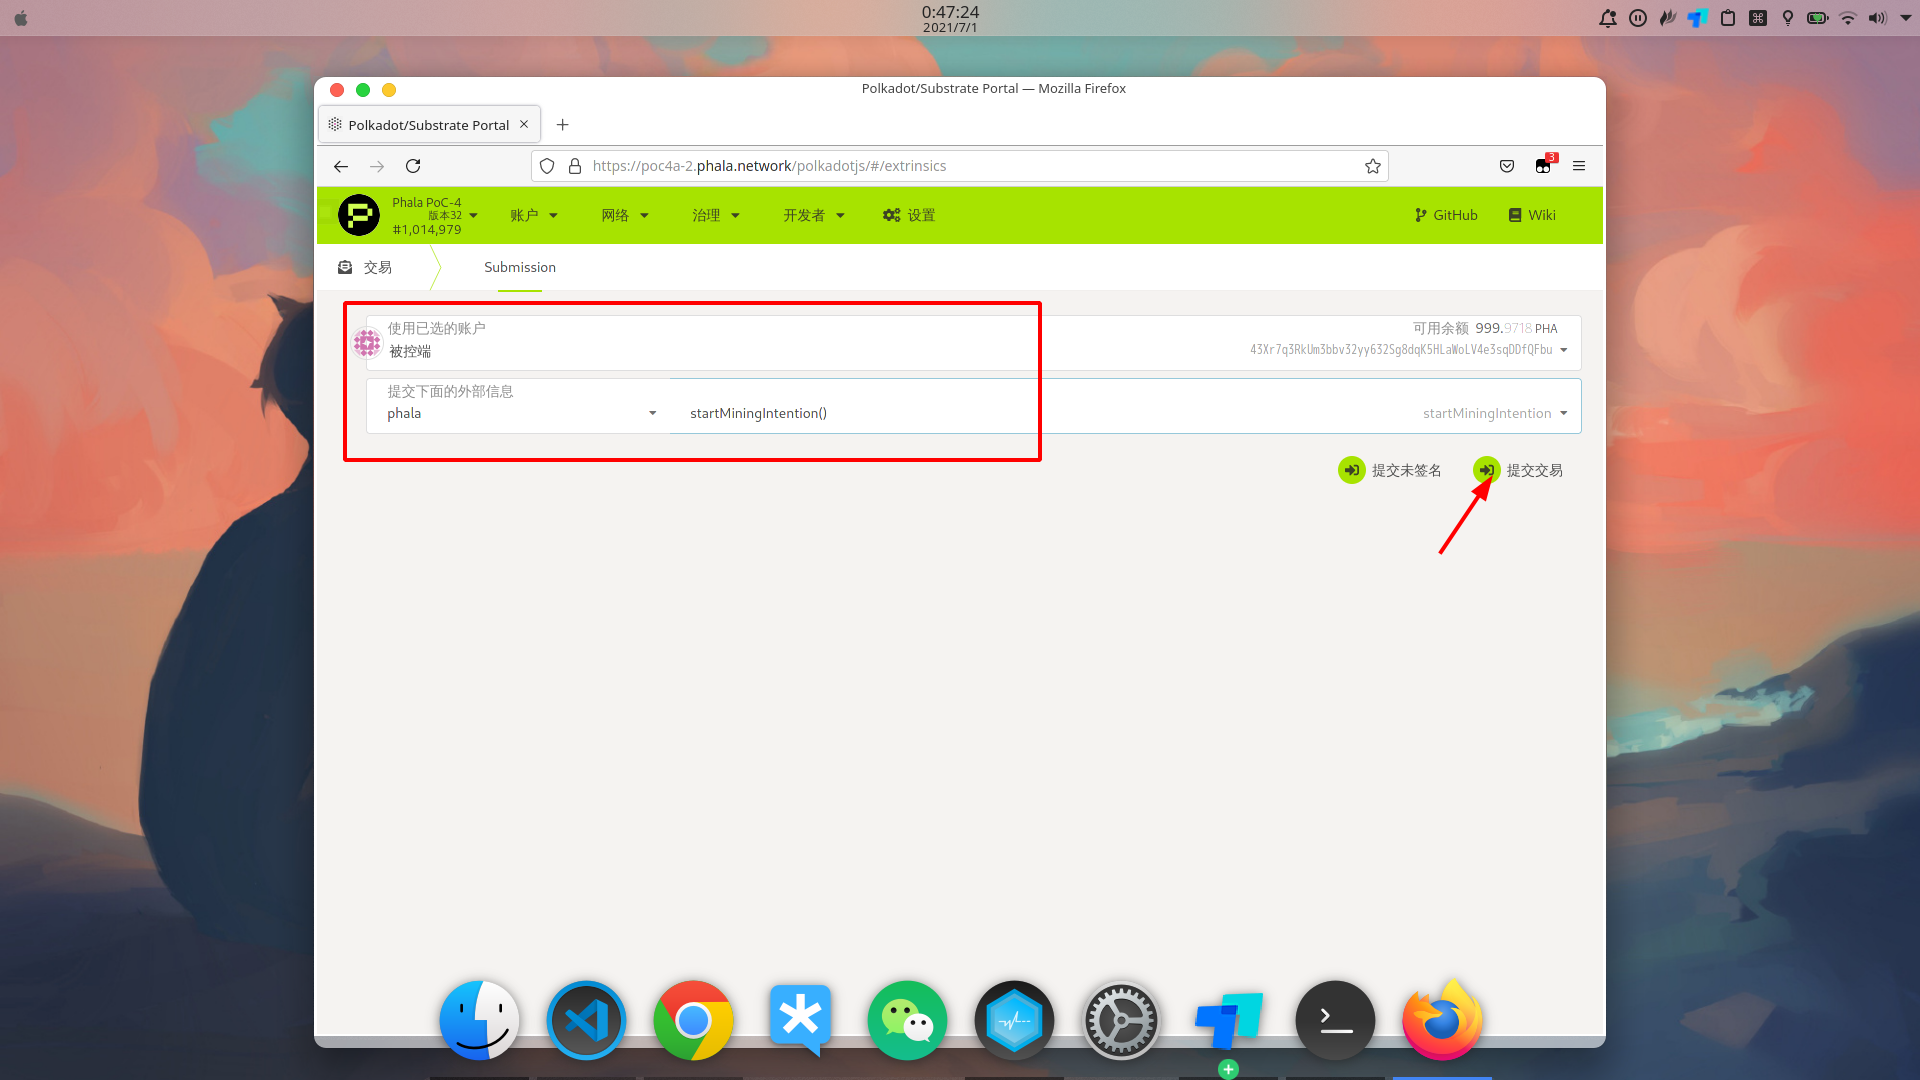 0:47:24
2021/7/1
Polkadot/Substrate Portal — Mozilla Firefox
Polkadot/Substrate Portal
https://poc4a-2.phala.network/polkadotjs/#/extrinsics
3
Phala PoC-4
版本32
#1,014,979
账户
网络
治理
开发者
设置
GitHub
Wiki
交易
Submission
使用已选的账户
被控端
可用余额 999.9718 PHA
43Xr7q3RkUm3bbv32yy632Sg8dqK5HLaWoLV4e3sqDDfQFbu
提交下面的外部信息
phala
startMiningIntention()
startMiningIntention
提交未签名
提交交易